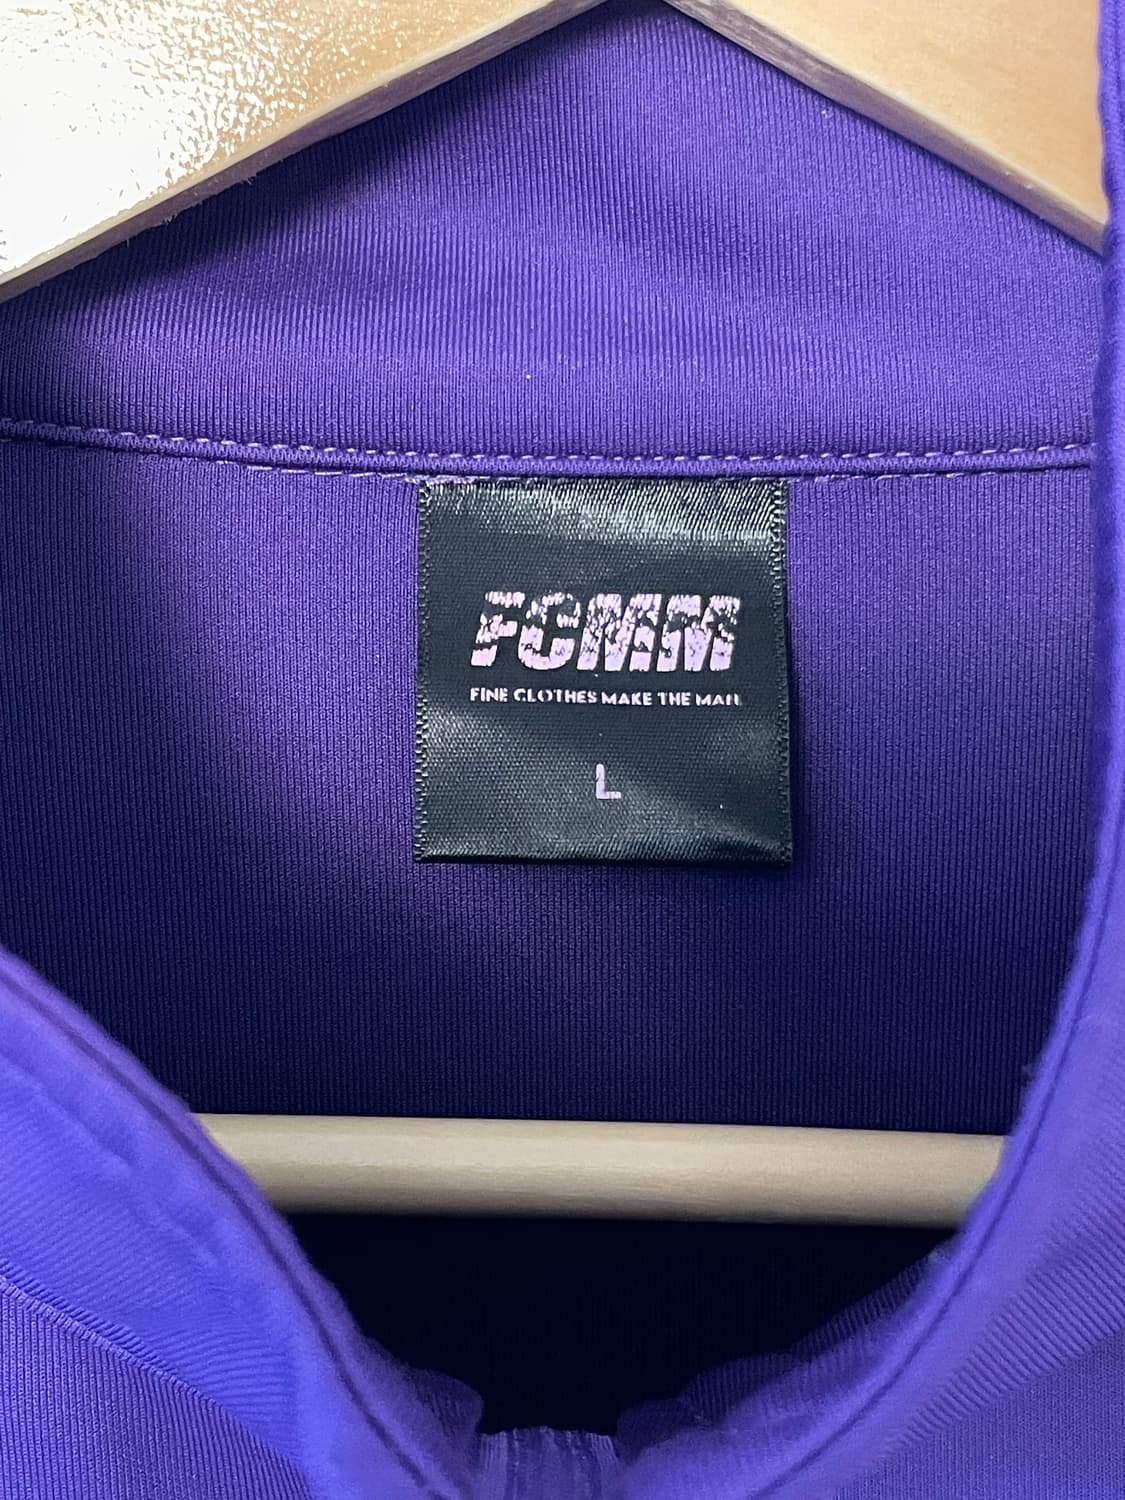 FCMM
FINE CLOTHES MAKE THE MAN
L